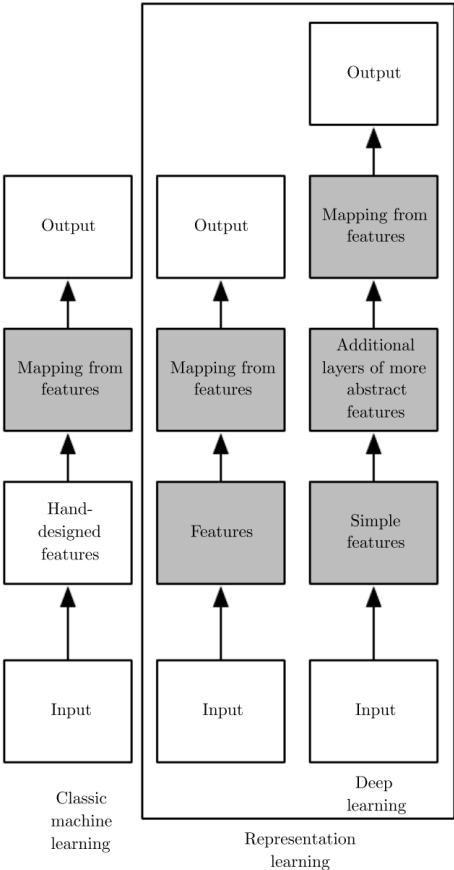 Output
Output
Output
Mapping from
features
Mapping from
features
Mapping from
features
Additional
layers of more
abstract
features
Hand-
designed
features
Features
Simple
features
Input
Input
Input
Classic
machine
learning
Deep
learning
Representation
learning